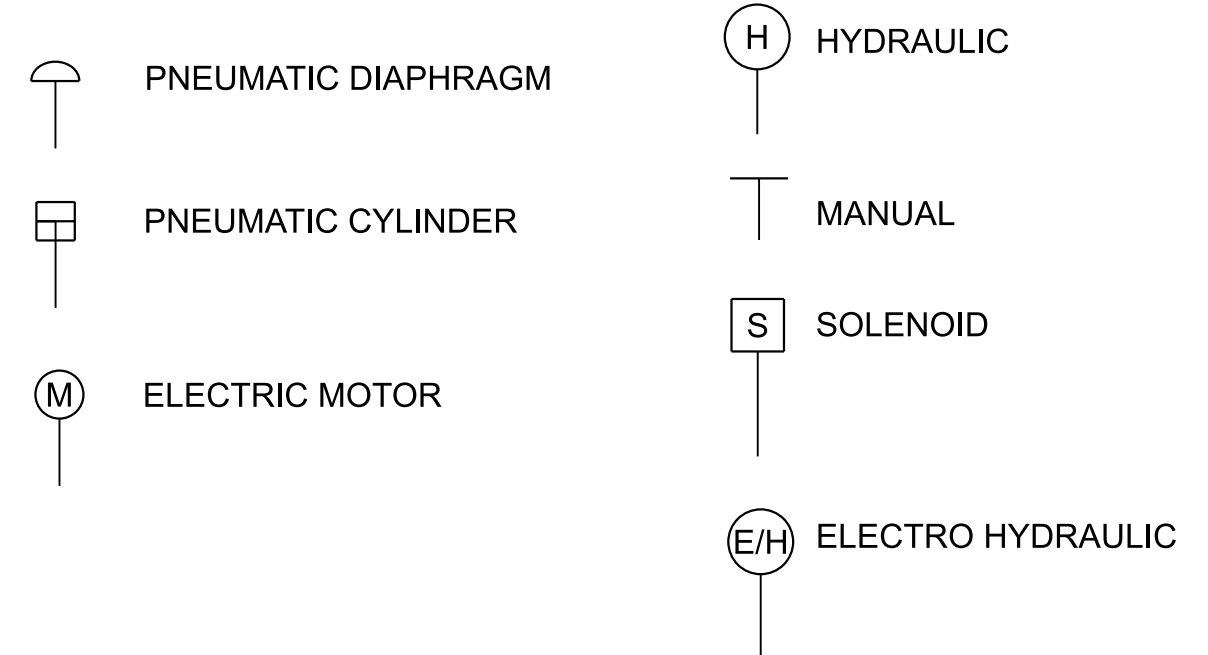 PNEUMATIC DIAPHRAGM
PNEUMATIC CYLINDER
M ELECTRIC MOTOR
H HYDRAULIC
MANUAL
S SOLENOID
E/H ELECTRO HYDRAULIC